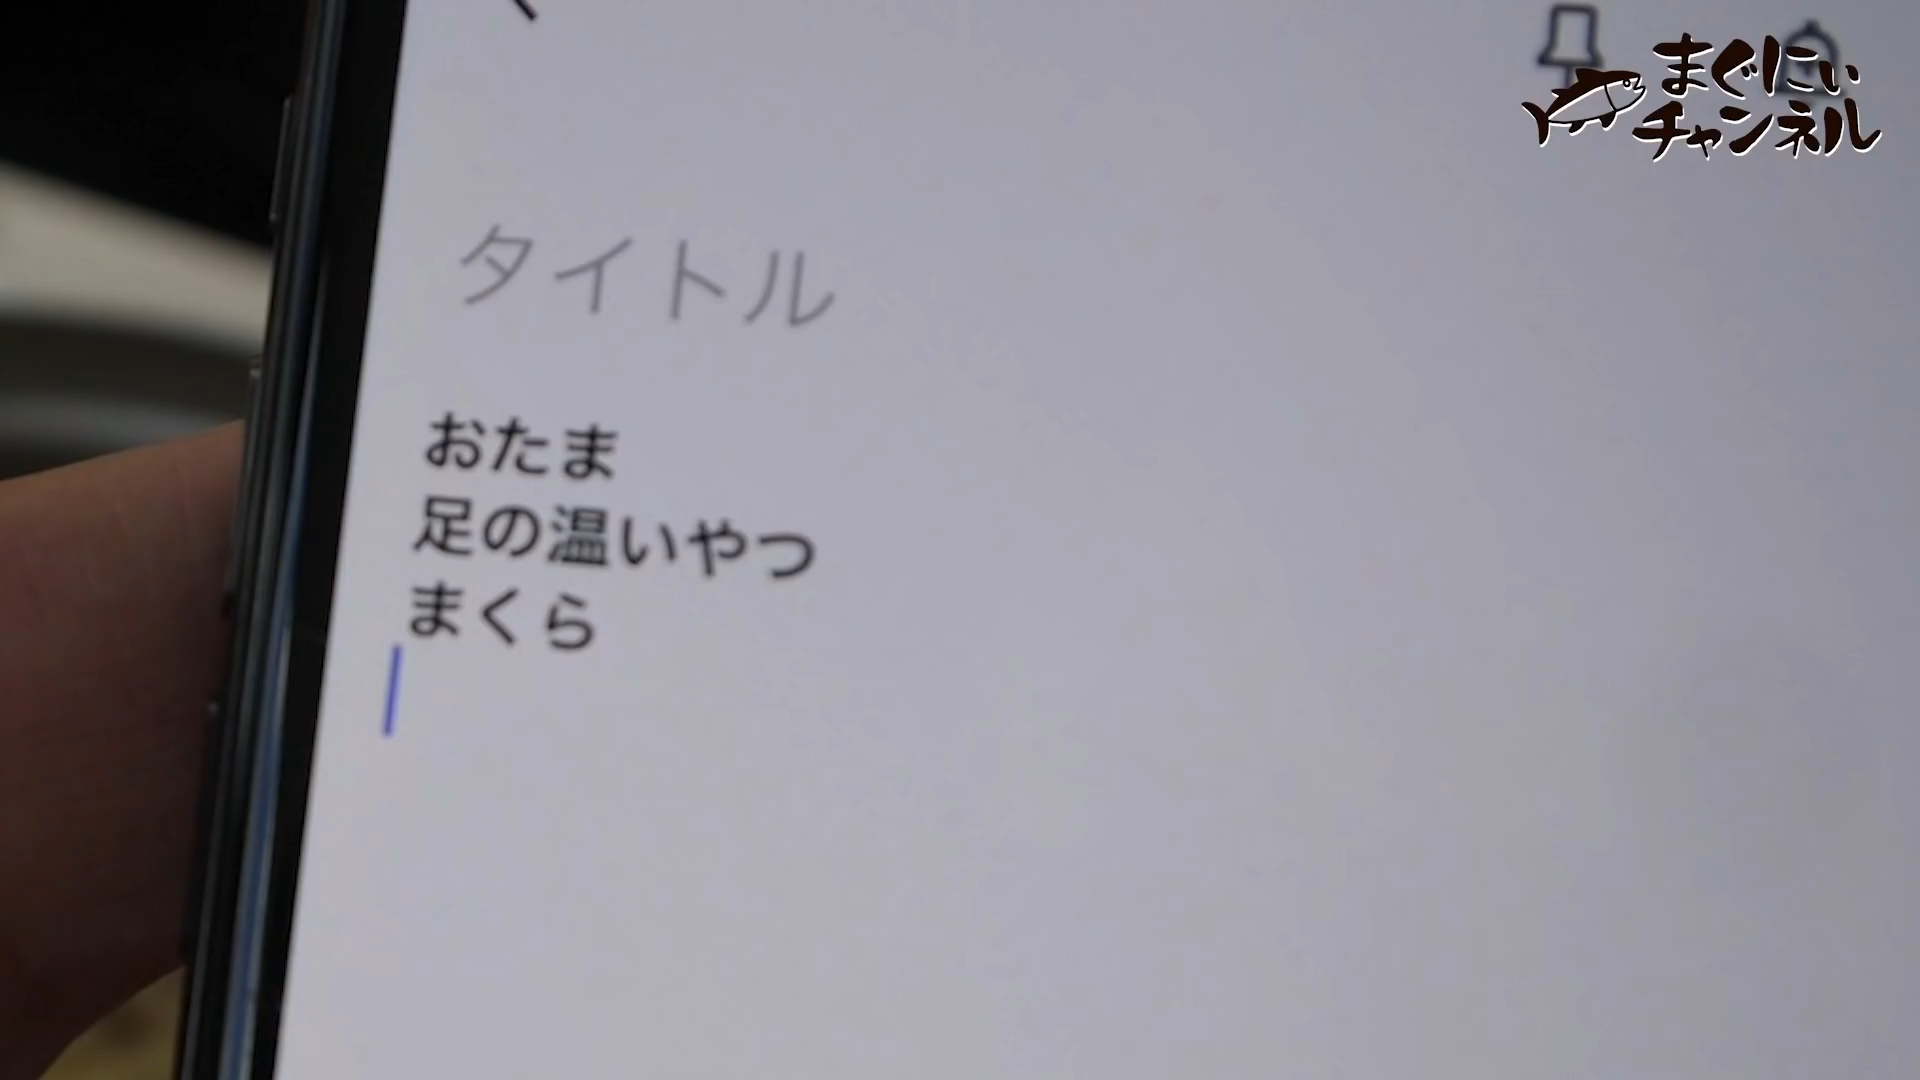 まぐにぃ
チャンネル
タイトル
おたま
足の温いやつ
まくら